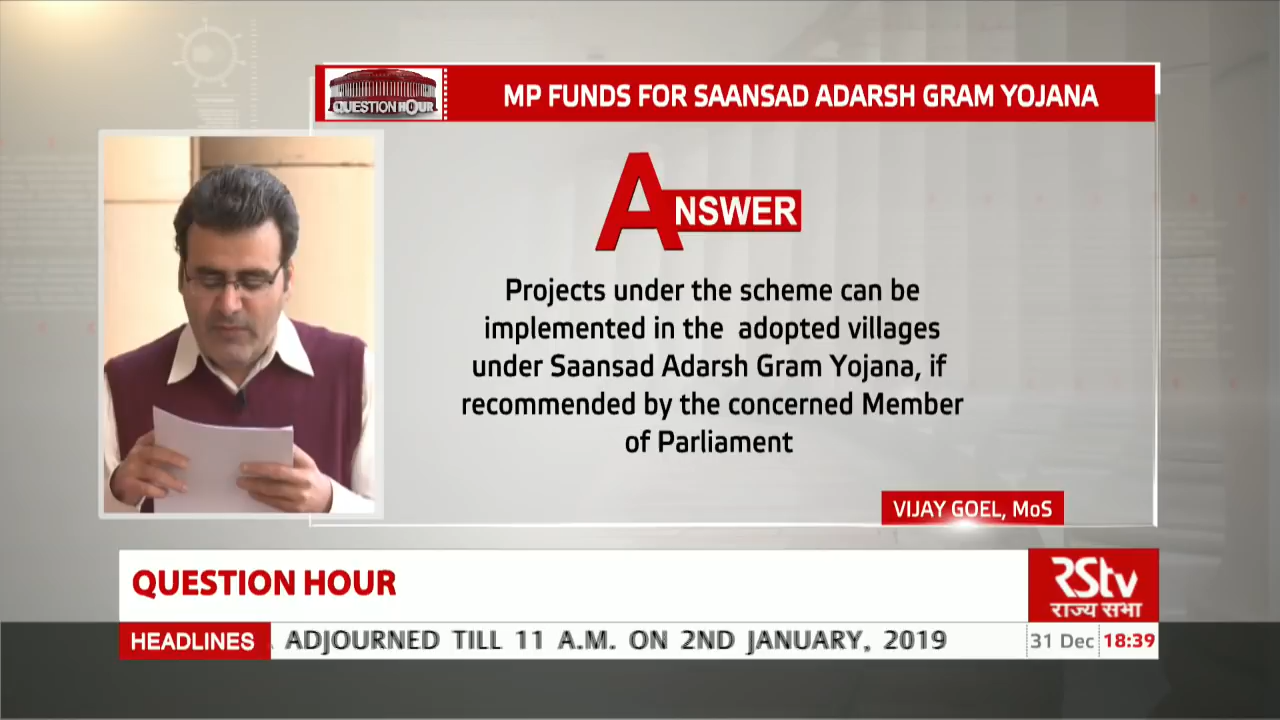 QUESTION HOUR
MP FUNDS FOR SAANSAD ADARSH GRAM YOJANA
ANSWER
Projects under the scheme can be
implemented in the adopted villages
under Saansad Adarsh Gram Yojana, if
recommended by the concerned Member
of Parliament
VIJAY GOEL, MoS
QUESTION HOUR
RStv
राज्य सभा
HEADLINES
ADJOURNED TILL 11 A.M. ON 2ND JANUARY, 2019
31 Dec 18:39